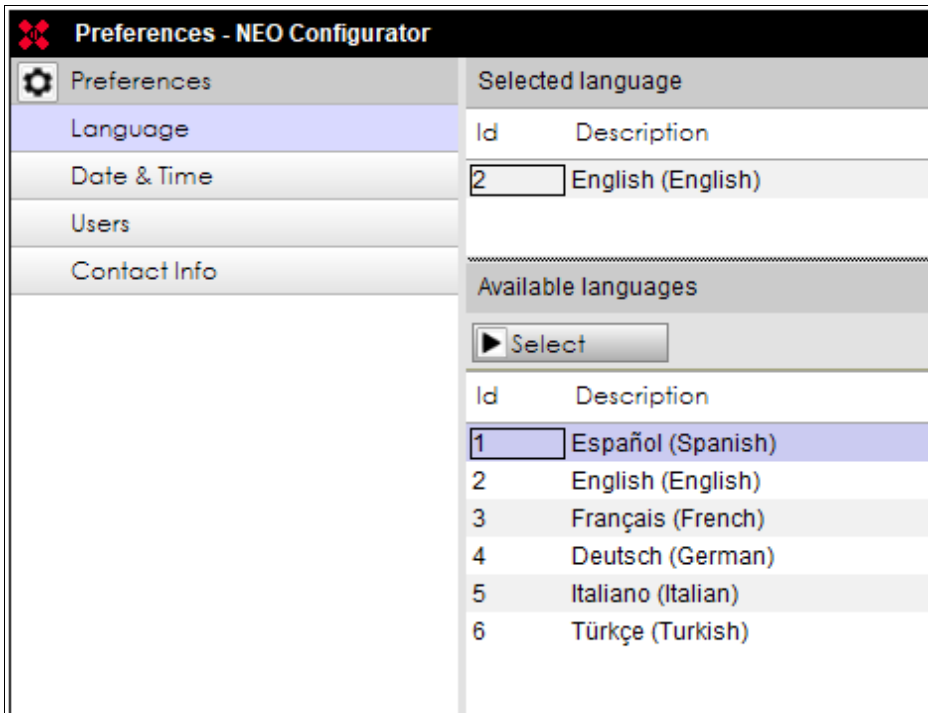 Preferences - NEO Configurator
Preferences
Language
Date & Time
Users
Contact Info
Selected language
Id Description
2 English (English)
Available languages
Select
Id Description
1 Español (Spanish)
2 English (English)
3 Français (French)
4 Deutsch (German)
5 Italiano (Italian)
6 Türkçe (Turkish)